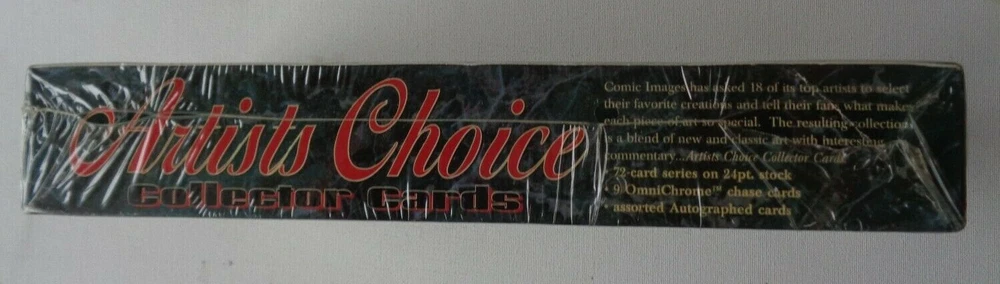 Artists Choice
Collector Cards
Comic Images has asked 18 of its top artists to select
their favorite creations and tell their fans what makes
each piece of art so special. The resulting collection
is a blend of new and classic art with interesting
commentary...Artists Choice Collector Cards
72-card series on 24pt. stock
9 OmniChrome™ chase cards
• assorted Autographed cards